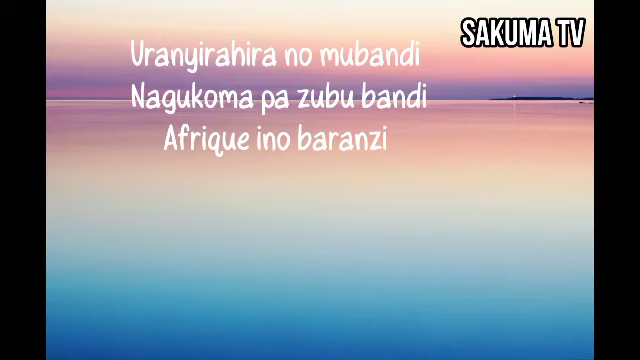 SAKUMA TV
Uranyirahira no mubandi
Nagukoma pa zubu bandi
Afrique ino baranzi